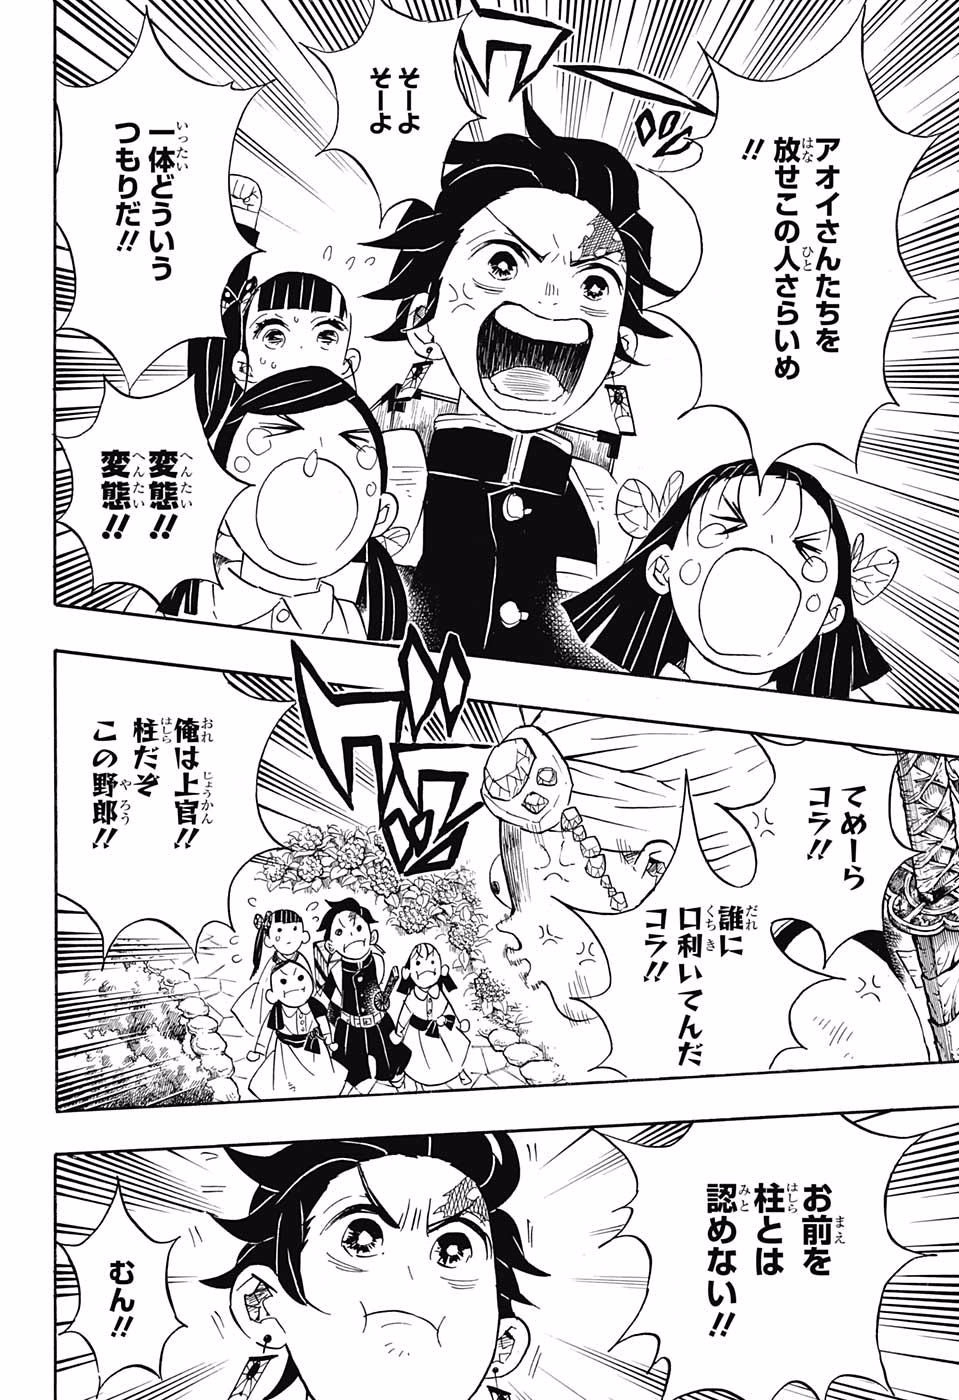 アオイさんたちを
放せこの人さらいめ
!!
そーよ
そーよ
一体どういう
つもりだ!!
変態!!
変態!!
てめーら
コラ!!
誰に
口利いてんだ
コラ!!
俺は上官!!
柱だぞ
この野郎!!
お前を
柱とは
認めない!!
むん!!